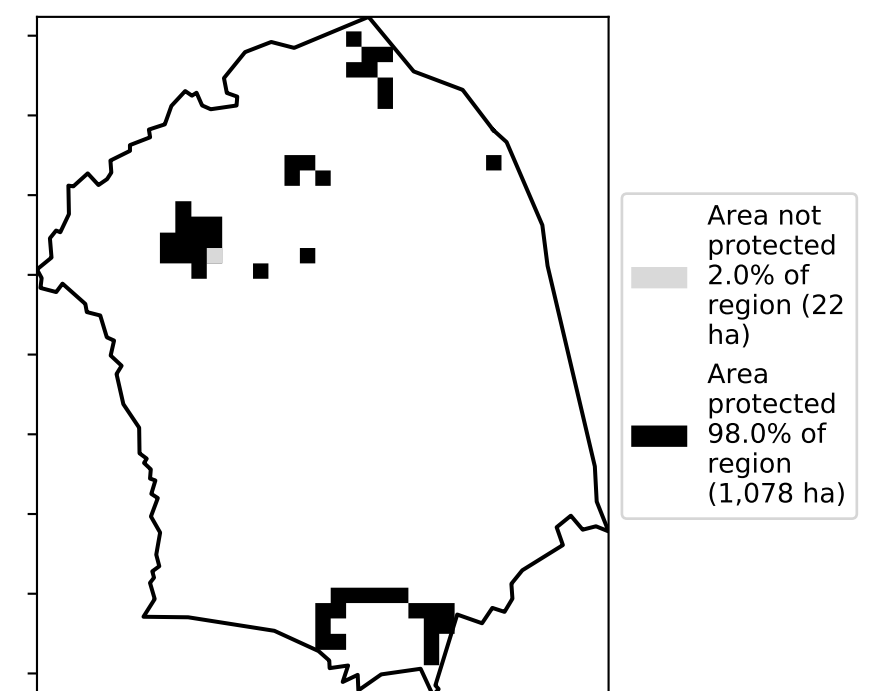 Area not
protected
2.0% of
region (22
ha)
Area
protected
98.0% of
region
(1,078 ha)